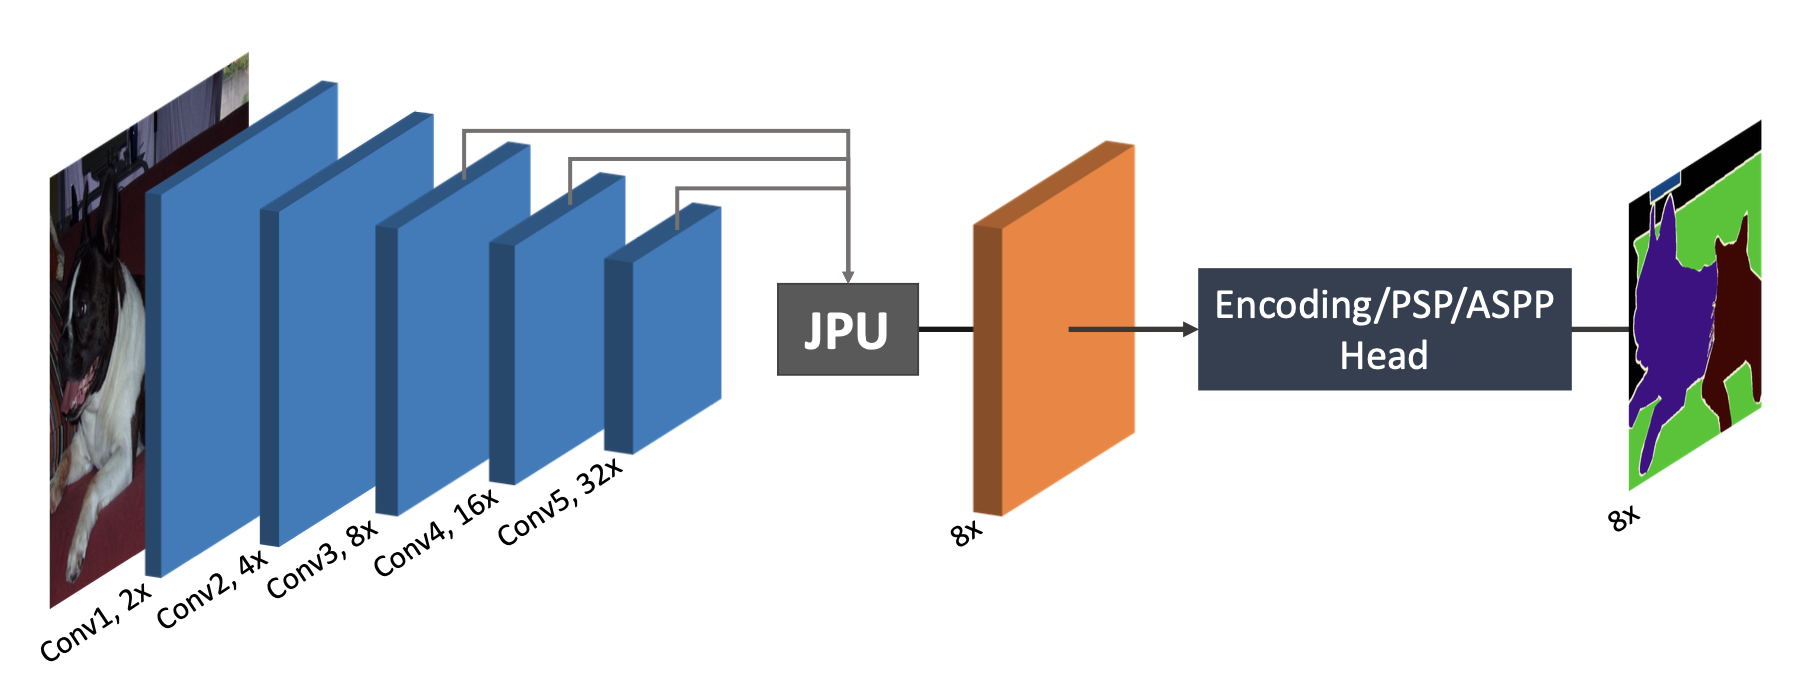 Conv1, 2x
Conv2, 4x
Conv3, 8x
Conv4, 16x
Conv5, 32x
JPU
8x
Encoding/PSP/ASPP
Head
8x